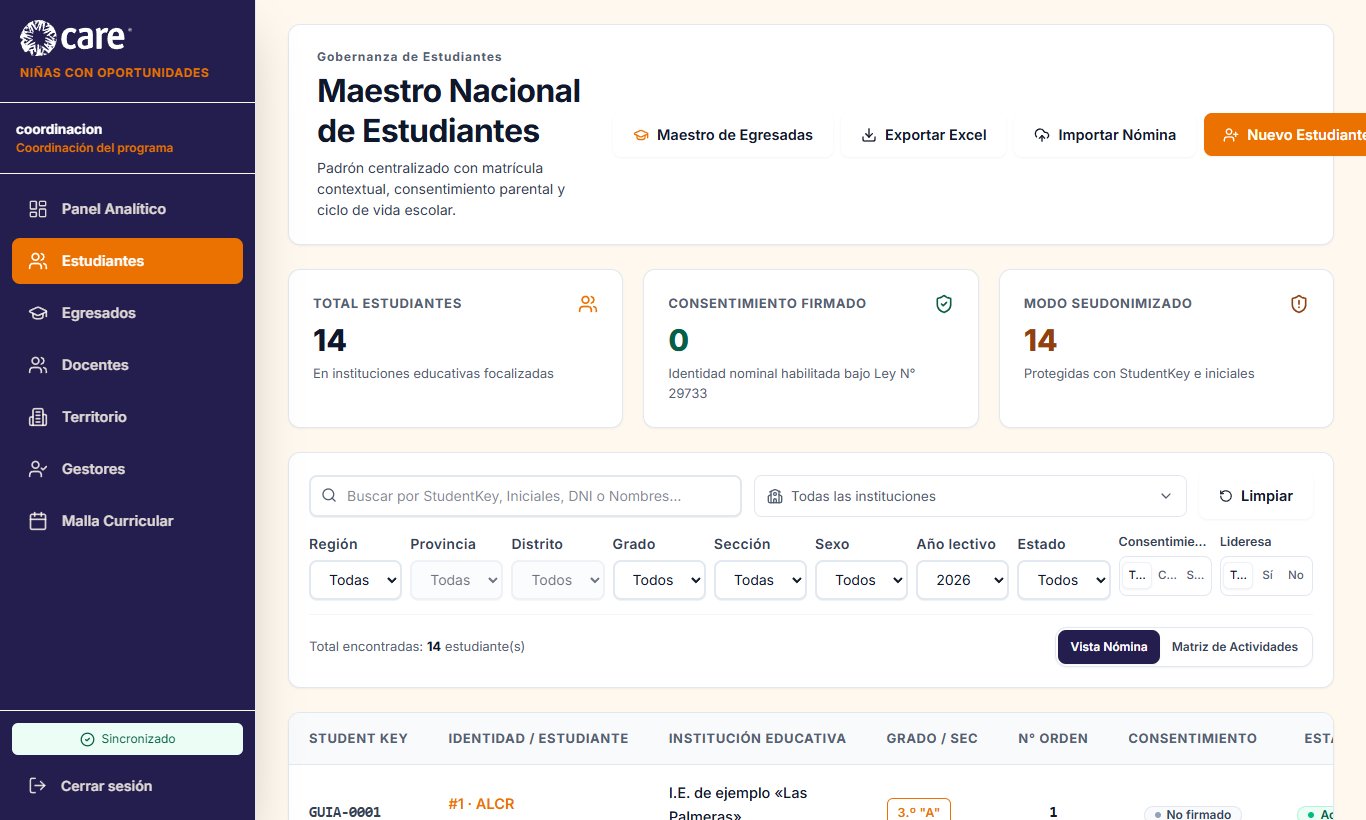 care
NIÑAS CON OPORTUNIDADES
coordinacion
Coordinación del programa
Panel Analítico
Estudiantes
Egresados
Docentes
Territorio
Gestores
Malla Curricular
Sincronizado
Cerrar sesión
Gobernanza de Estudiantes
Maestro Nacional
de Estudiantes
Padrón centralizado con matrícula
contextual, consentimiento parental y
ciclo de vida escolar.
Maestro de Egresadas
Exportar Excel
Importar Nómina
Nuevo Estudiante
TOTAL ESTUDIANTES
14
En instituciones educativas focalizadas
CONSENTIMIENTO FIRMADO
0
Identidad nominal habilitada bajo Ley N°
29733
MODO SEUDONIMIZADO
14
Protegidas con StudentKey e iniciales
Buscar por StudentKey, Iniciales, DNI o Nombres...
Todas las instituciones
Limpiar
Región Provincia Distrito Grado Sección Sexo Año lectivo Estado Consentimie... Lideresa
Todas Todas Todos Todos Todas Todos 2026 Todos T... C... S... T... Sí No
Total encontradas: 14 estudiante(s)
Vista Nómina Matriz de Actividades
STUDENT KEY IDENTIDAD / ESTUDIANTE INSTITUCIÓN EDUCATIVA GRADO / SEC N° ORDEN CONSENTIMIENTO
GUIA-0001
#1 · ALCR
I.E. de ejemplo «Las
Palmeras»
3.º "A"
1
No firmado